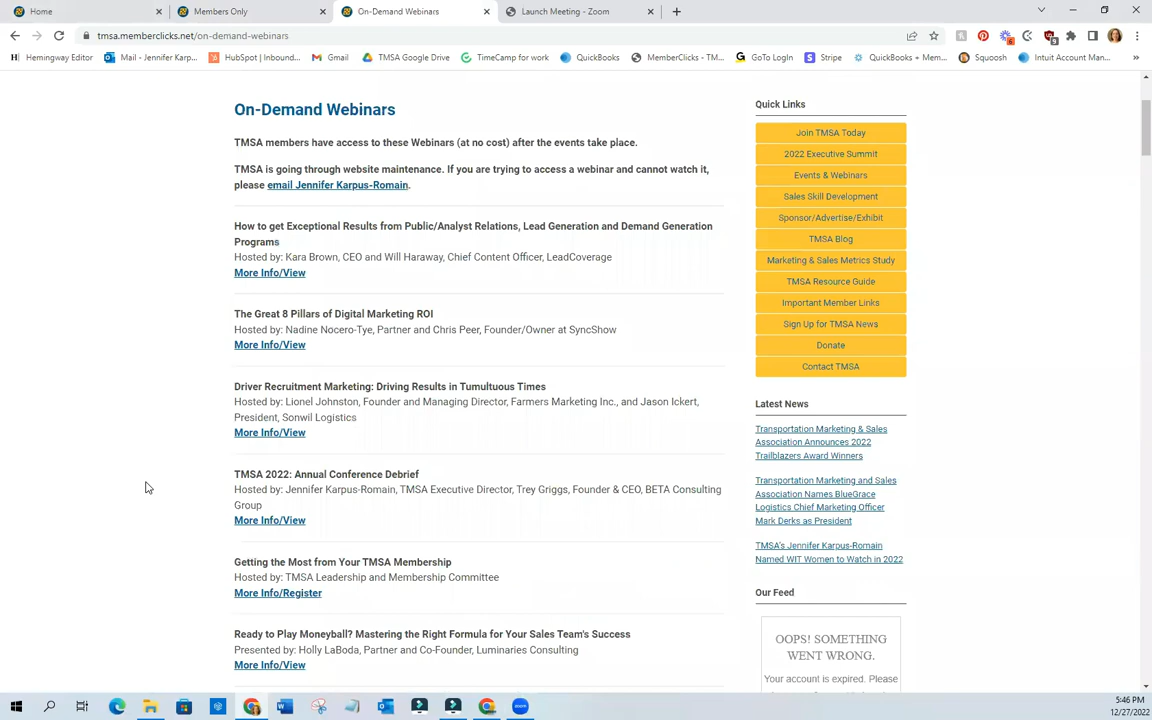 Home
Members Only
On-Demand Webinars
Launch Meeting - Zoom
tmsa.memberclicks.net/on-demand-webinars
Hemingway Editor
Mail - Jennifer Karp...
HubSpot | Inbound...
Gmail
TMSA Google Drive
TimeCamp for work
QuickBooks
MemberClicks - TM...
GoTo LogIn
Stripe
QuickBooks + Mem...
Squoosh
Intuit Account Man...
On-Demand Webinars
TMSA members have access to these Webinars (at no cost) after the events take place.
TMSA is going through website maintenance. If you are trying to access a webinar and cannot watch it,
please email Jennifer Karpus-Romain.
How to get Exceptional Results from Public/Analyst Relations, Lead Generation and Demand Generation
Programs
Hosted by: Kara Brown, CEO and Will Haraway, Chief Content Officer, LeadCoverage
More Info/View
The Great 8 Pillars of Digital Marketing ROI
Hosted by: Nadine Nocero-Tye, Partner and Chris Peer, Founder/Owner at SyncShow
More Info/View
Driver Recruitment Marketing: Driving Results in Tumultuous Times
Hosted by: Lionel Johnston, Founder and Managing Director, Farmers Marketing Inc., and Jason Ickert,
President, Sonwil Logistics
More Info/View
TMSA 2022: Annual Conference Debrief
Hosted by: Jennifer Karpus-Romain, TMSA Executive Director, Trey Griggs, Founder & CEO, BETA Consulting
Group
More Info/View
Getting the Most from Your TMSA Membership
Hosted by: TMSA Leadership and Membership Committee
More Info/Register
Ready to Play Moneyball? Mastering the Right Formula for Your Sales Team's Success
Presented by: Holly LaBoda, Partner and Co-Founder, Luminaries Consulting
More Info/View
Quick Links
Join TMSA Today
2022 Executive Summit
Events & Webinars
Sales Skill Development
Sponsor/Advertise/Exhibit
TMSA Blog
Marketing & Sales Metrics Study
TMSA Resource Guide
Important Member Links
Sign Up for TMSA News
Donate
Contact TMSA
Latest News
Transportation Marketing & Sales
Association Announces 2022
Trailblazers Award Winners
Transportation Marketing and Sales
Association Names BlueGrace
Logistics Chief Marketing Officer
Mark Derks as President
TMSA's Jennifer Karpus-Romain
Named WIT Women to Watch in 2022
Our Feed
OOPS! SOMETHING
WENT WRONG.
Your account is expired. Please
5:46 PM
12/27/2022